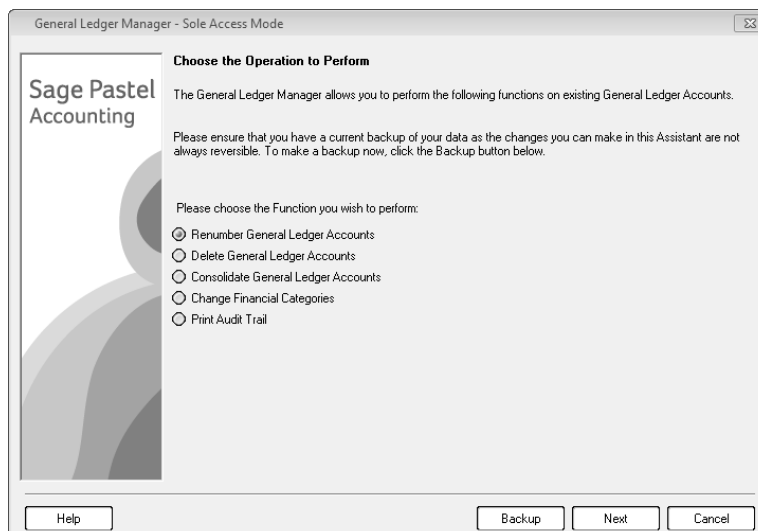 General Ledger Manager - Sole Access Mode
Sage Pastel
Accounting
Choose the Operation to Perform
The General Ledger Manager allows you to perform the following functions on existing General Ledger Accounts.
Please ensure that you have a current backup of your data as the changes you can make in this Assistant are not
always reversible. To make a backup now, click the Backup button below.
Please choose the Function you wish to perform:
Renumber General Ledger Accounts
Delete General Ledger Accounts
Consolidate General Ledger Accounts
Change Financial Categories
Print Audit Trail
Help
Backup
Next
Cancel